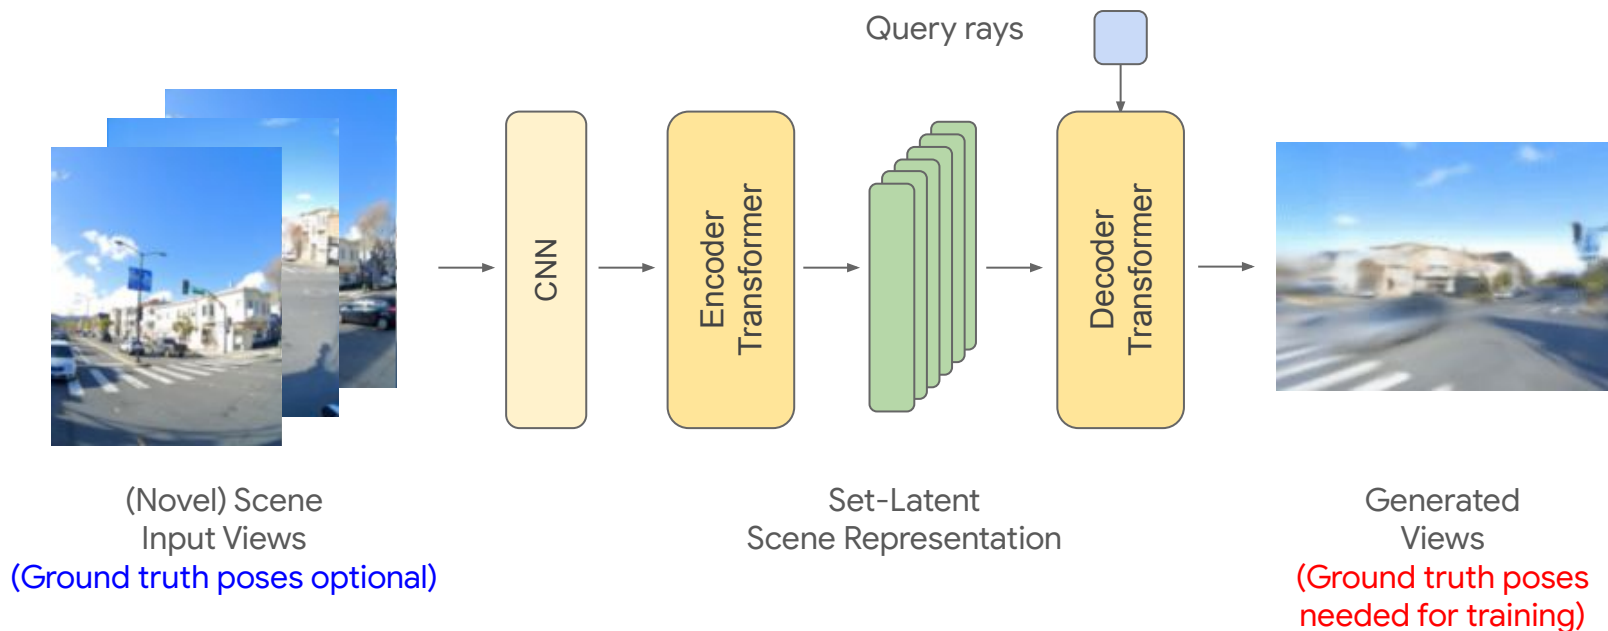 Query rays
CNN
Encoder
Transformer
Decoder
Transformer
(Novel) Scene
Input Views
(Ground truth poses optional)
Set-Latent
Scene Representation
Generated
Views
(Ground truth poses
needed for training)